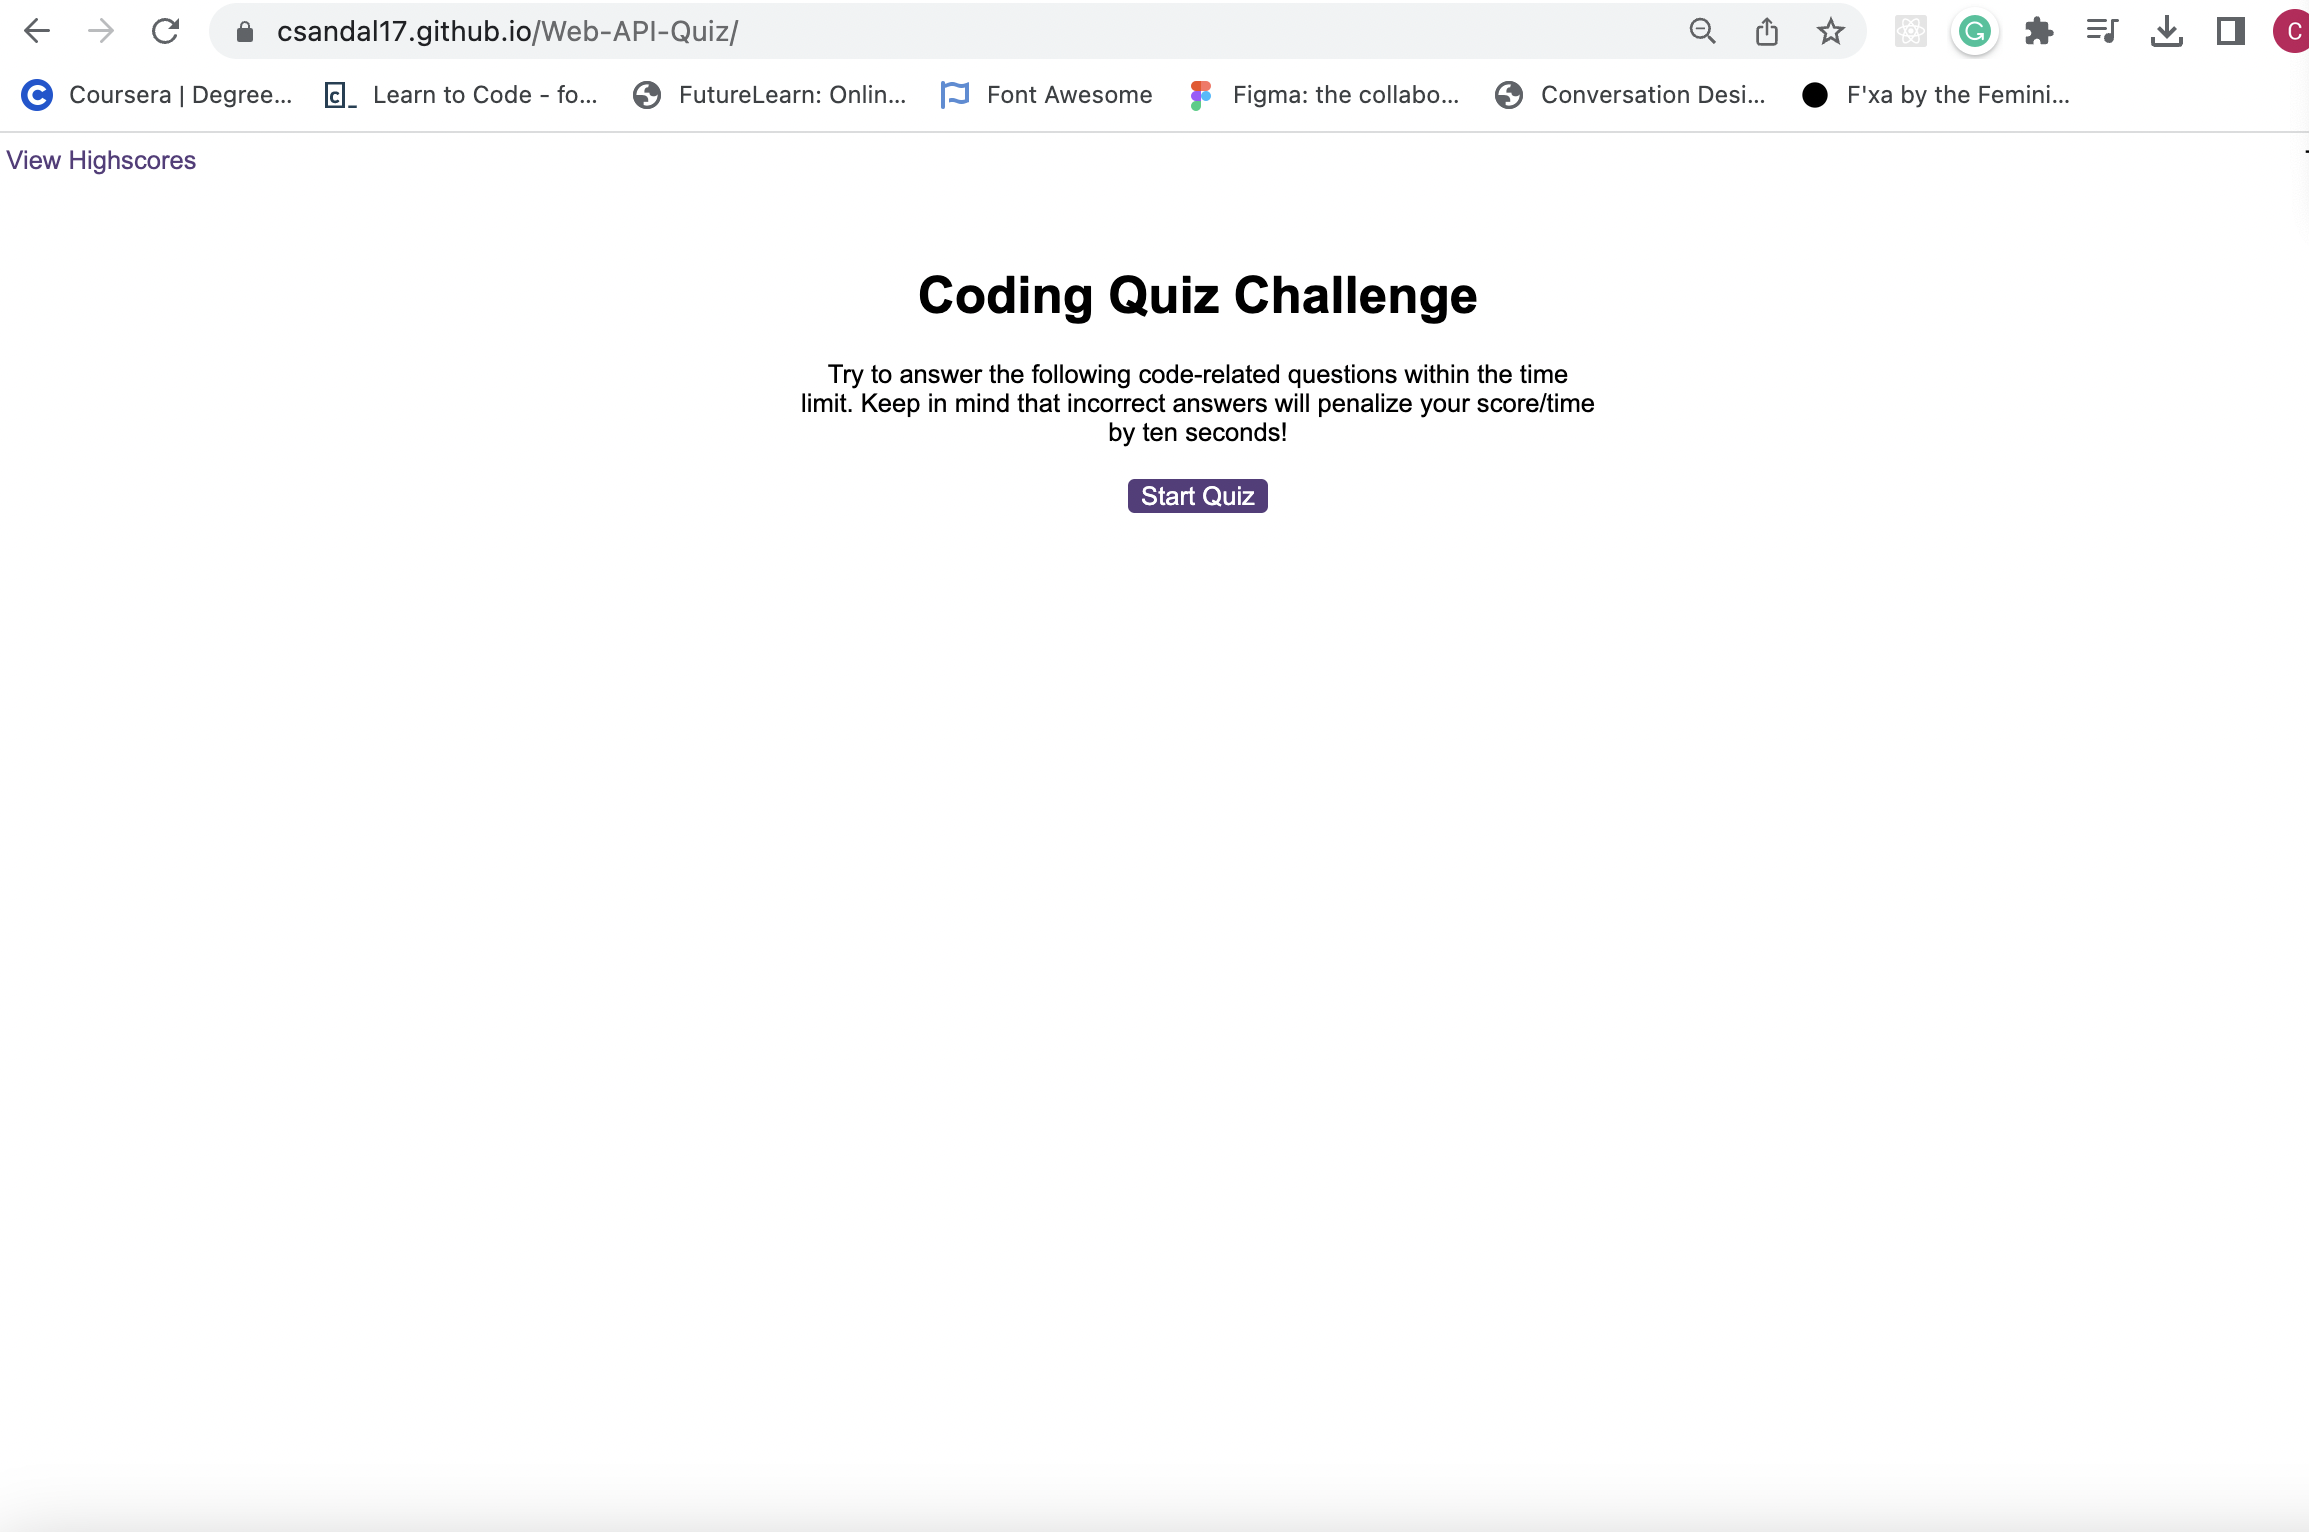 csandal17.github.io/Web-API-Quiz/
G
C
Coursera | Degree...
c_
Learn to Code - fo...
FutureLearn: Onlin...
Font Awesome
Figma: the collabo...
Conversation Desi...
F'xa by the Femini...
View Highscores
Coding Quiz Challenge
Try to answer the following code-related questions within the time
limit. Keep in mind that incorrect answers will penalize your score/time
by ten seconds!
Start Quiz